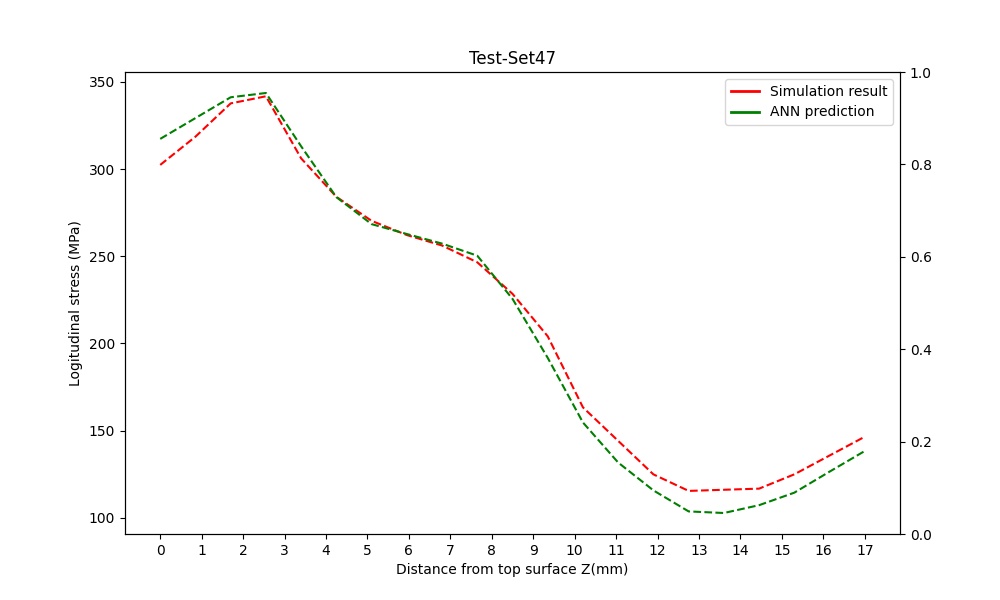 Test-Set47
Simulation result
ANN prediction
350
300
250
200
150
100
Logitudinal stress (MPa)
1.0
0.8
0.6
0.4
0.2
0.0
0 1 2 3 4 5 6 7 8 9 10 11 12 13 14 15 16 17
Distance from top surface Z(mm)